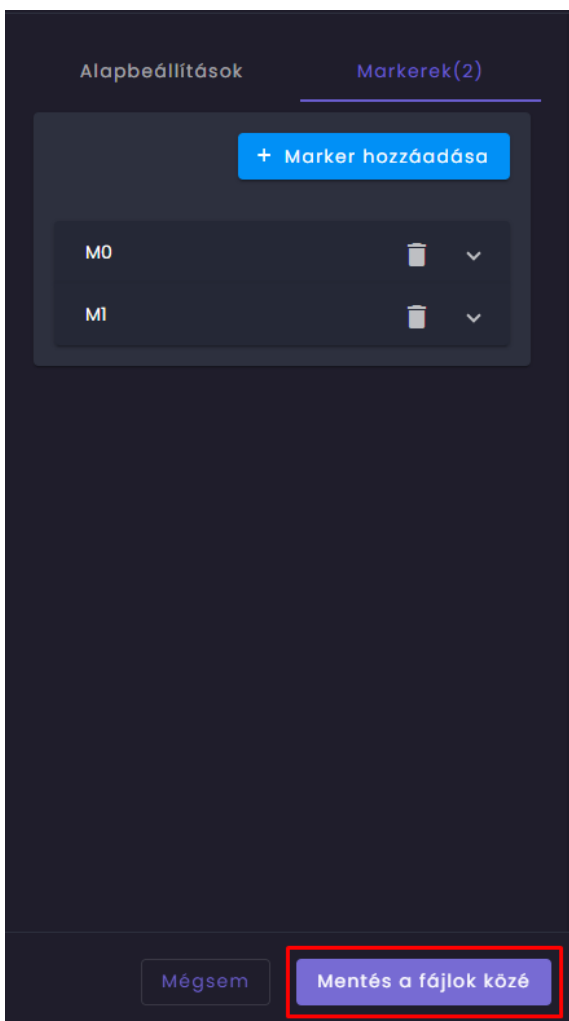 Alapbeállítások
Markerek(2)
+ Marker hozzáadása
M0
M1
Mégsem
Mentés a fájlok közé